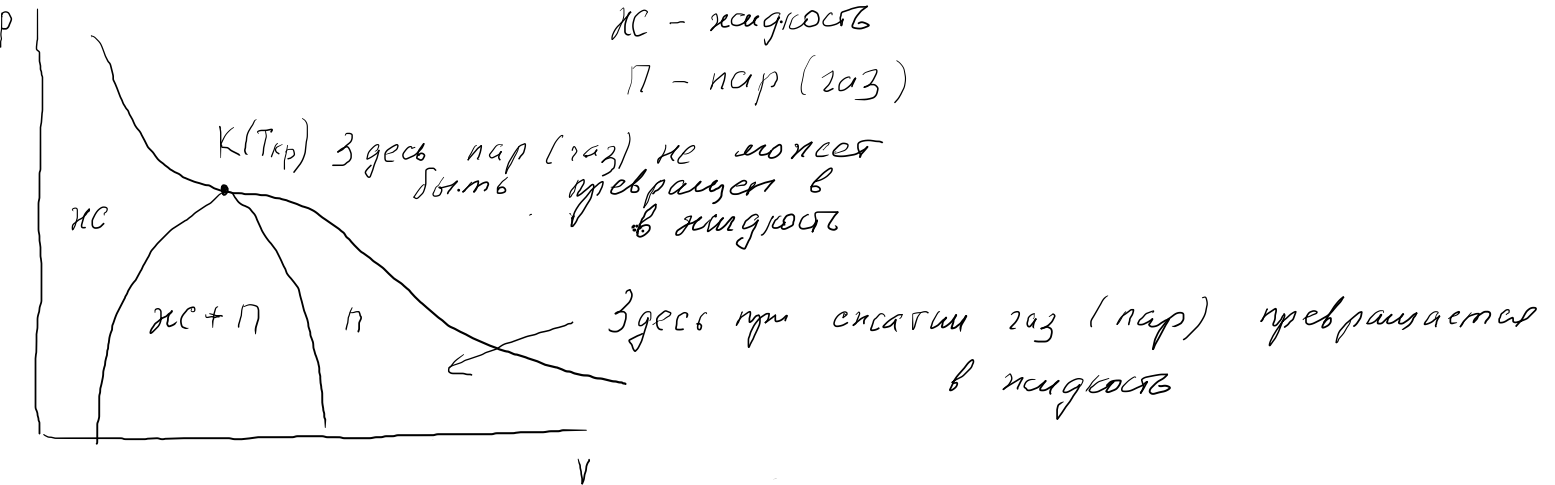 P
ж - жидкость
П - пар (газ)
K(Tкр) Здесь пар (газ) не может
быть превращен в
в жидкость
ж
ж + П
П
Здесь при сжатии газ (пар) превращается
в жидкость
V